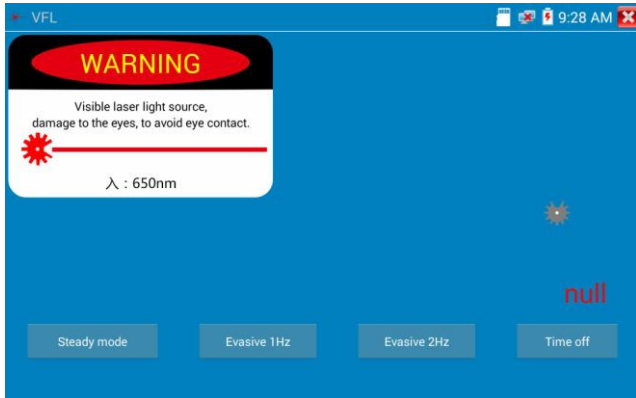 VFL
9:28 AM
WARNING
Visible laser light source,
damage to the eyes, to avoid eye contact.
入 : 650nm
null
Steady mode
Evasive 1Hz
Evasive 2Hz
Time off